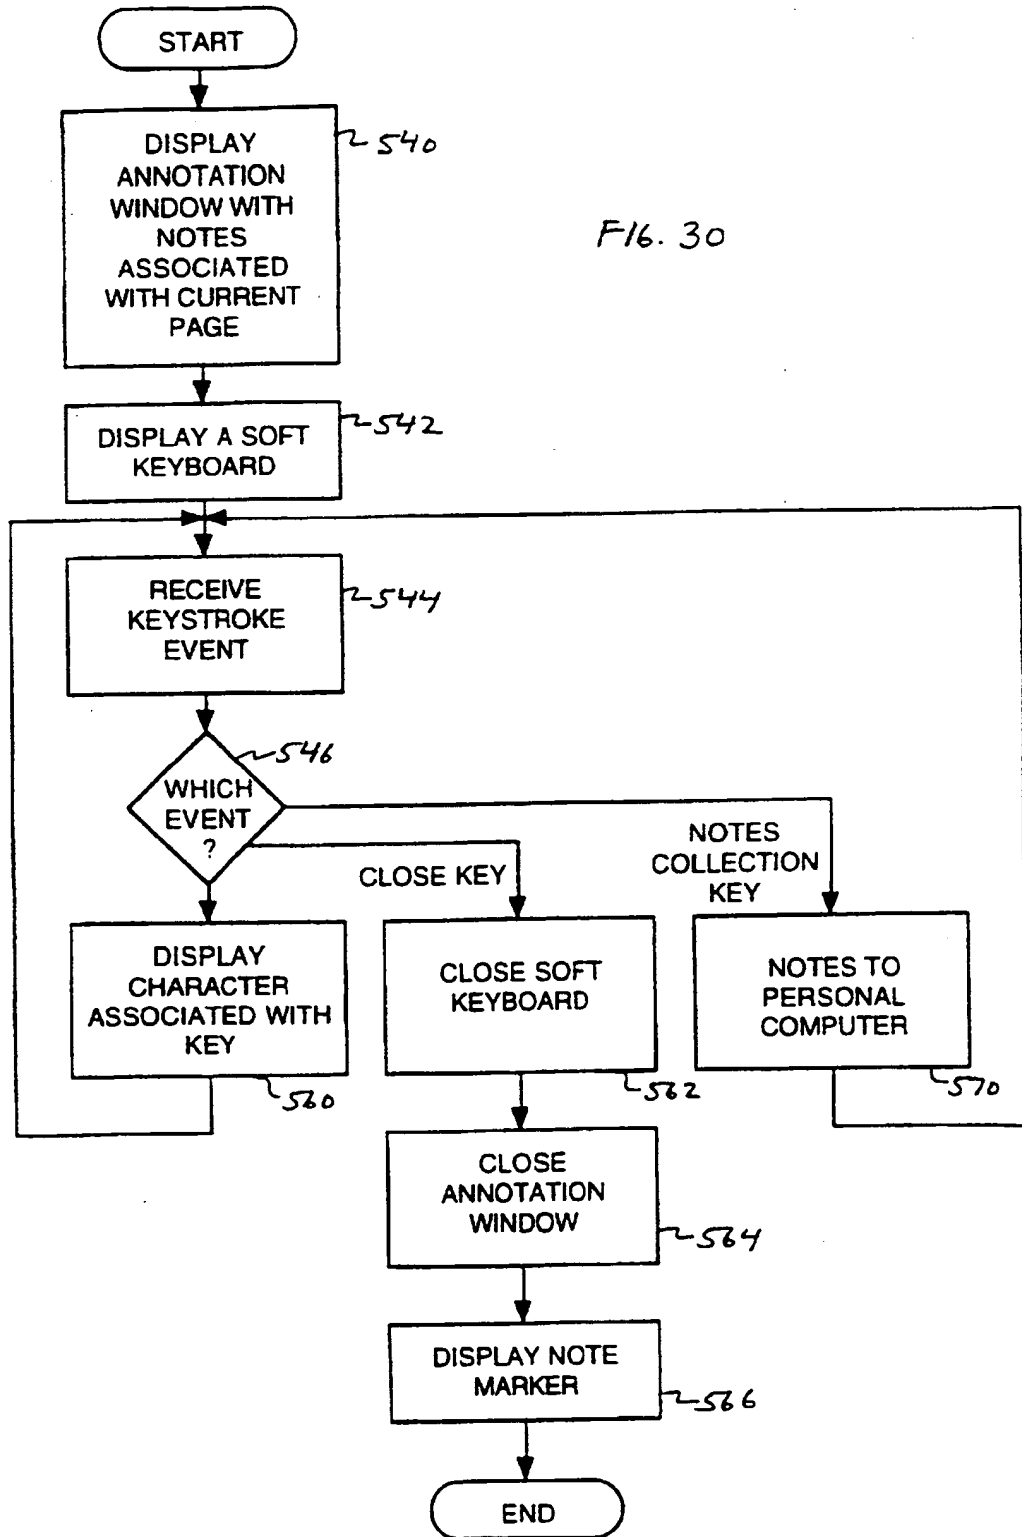 START
DISPLAY
ANNOTATION
WINDOW WITH
NOTES
ASSOCIATED
WITH CURRENT
PAGE
540
FIG. 30
DISPLAY A SOFT
KEYBOARD
542
RECEIVE
KEYSTROKE
EVENT
544
546
WHICH
EVENT
?
CLOSE KEY
NOTES
COLLECTION
KEY
DISPLAY
CHARACTER
ASSOCIATED WITH
KEY
560
CLOSE SOFT
KEYBOARD
562
NOTES TO
PERSONAL
COMPUTER
570
CLOSE
ANNOTATION
WINDOW
564
DISPLAY NOTE
MARKER
566
END